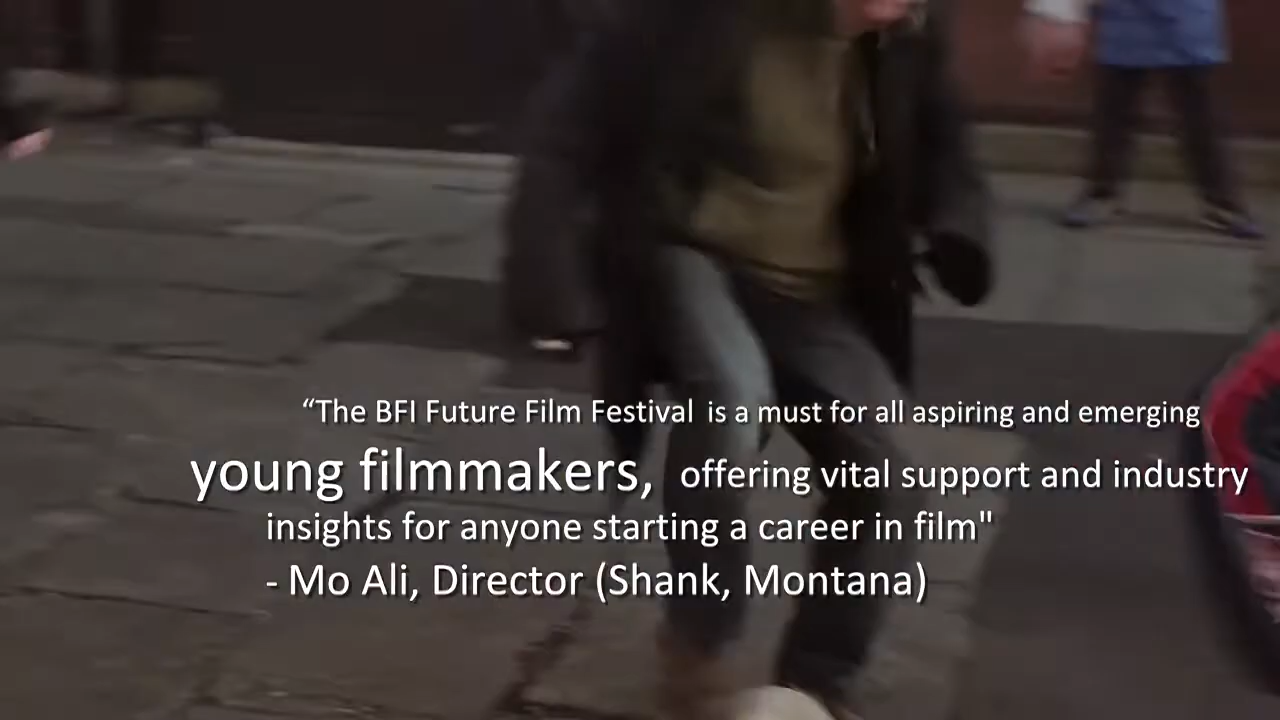 “The BFI Future Film Festival is a must for all aspiring and emerging
young filmmakers, offering vital support and industry
insights for anyone starting a career in film"
- Mo Ali, Director (Shank, Montana)